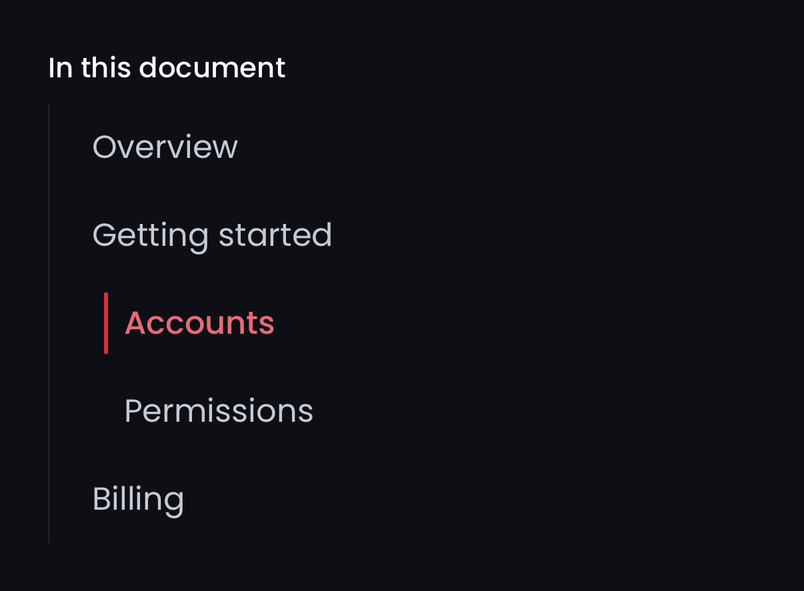 In this document
Overview
Getting started
Accounts
Permissions
Billing